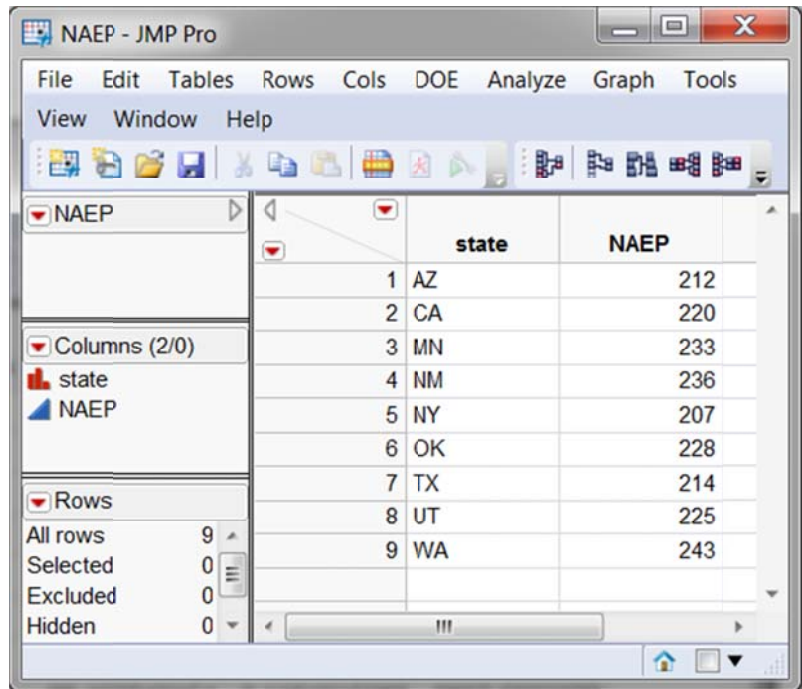 NAEP - JMP Pro
File Edit Tables Rows Cols DOE Analyze Graph Tools
View Window Help
NAEP
Columns (2/0)
state
NAEP
Rows
All rows 9
Selected 0
Excluded 0
Hidden 0
state NAEP
1 AZ 212
2 CA 220
3 MN 233
4 NM 236
5 NY 207
6 OK 228
7 TX 214
8 UT 225
9 WA 243